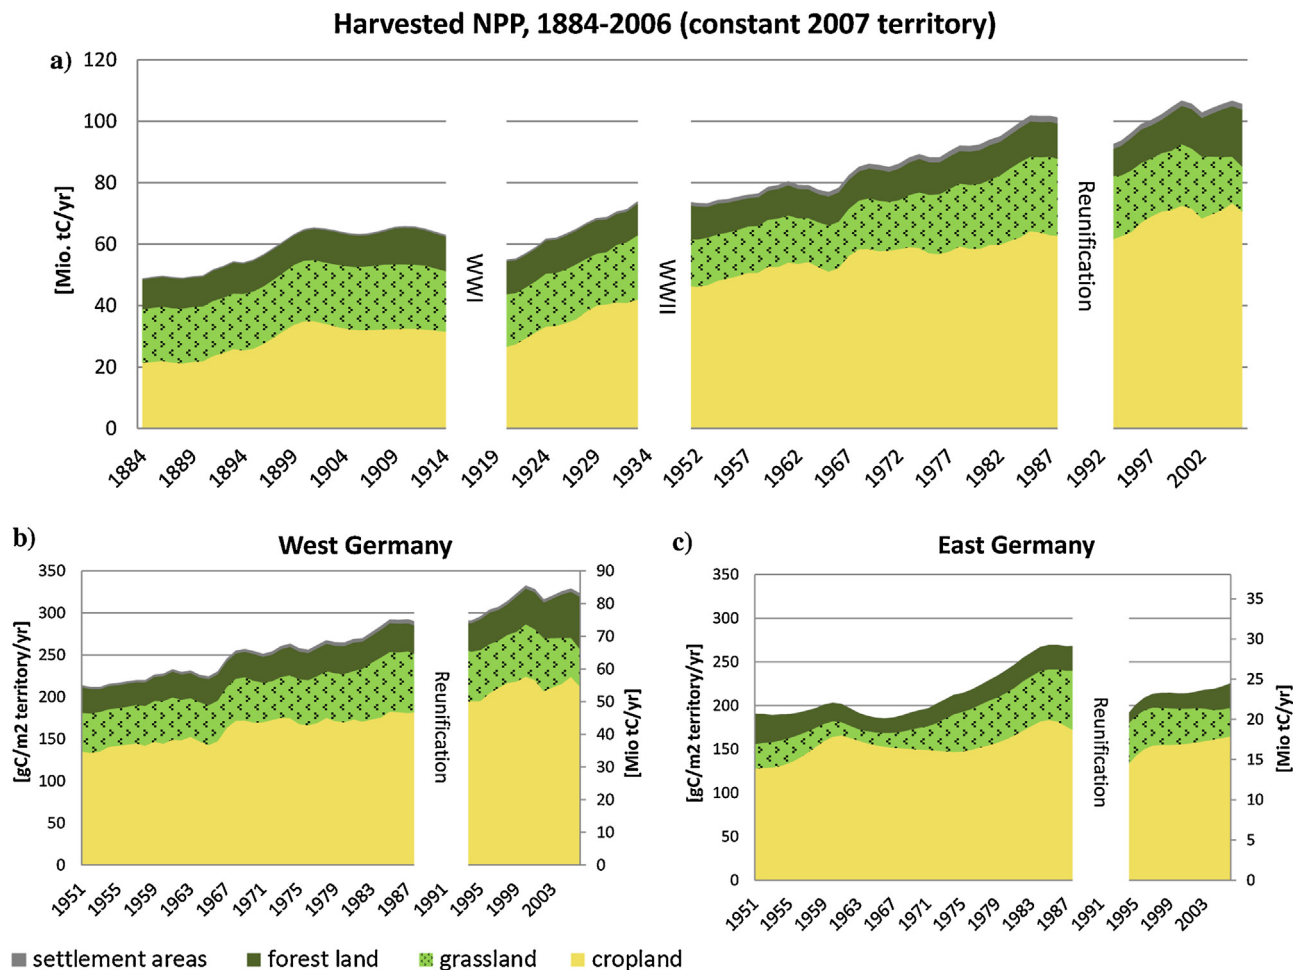 Harvested NPP, 1884-2006 (constant 2007 territory)
a)
[Mio. tC/yr]
120
100
80
60
40
20
0
WWI
WWII
Reunification
1884 1889 1894 1899 1904 1909 1914 1919 1924 1929 1934 1952 1957 1962 1967 1972 1977 1982 1987 1992 1997 2002
b)
West Germany
[gC/m2 territory/yr]
350
300
250
200
150
100
50
0
Reunification
90
80
70
60
50
40
30
20
10
0
[Mio tC/yr]
1951 1955 1959 1963 1967 1971 1975 1979 1983 1987 1991 1995 1999 2003
c)
East Germany
[gC/m2 territory/yr]
350
300
250
200
150
100
50
0
Reunification
35
30
25
20
15
10
5
0
[Mio tC/yr]
1951 1955 1959 1963 1967 1971 1975 1979 1983 1987 1991 1995 1999 2003
settlement areas forest land grassland cropland